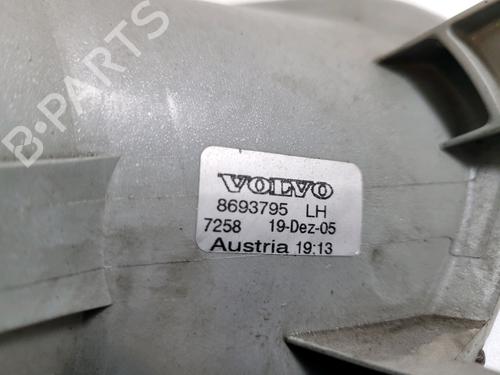 B-PARTS
VOLVO
8693795 LH
7258 19-Dez-05
Austria 19:13